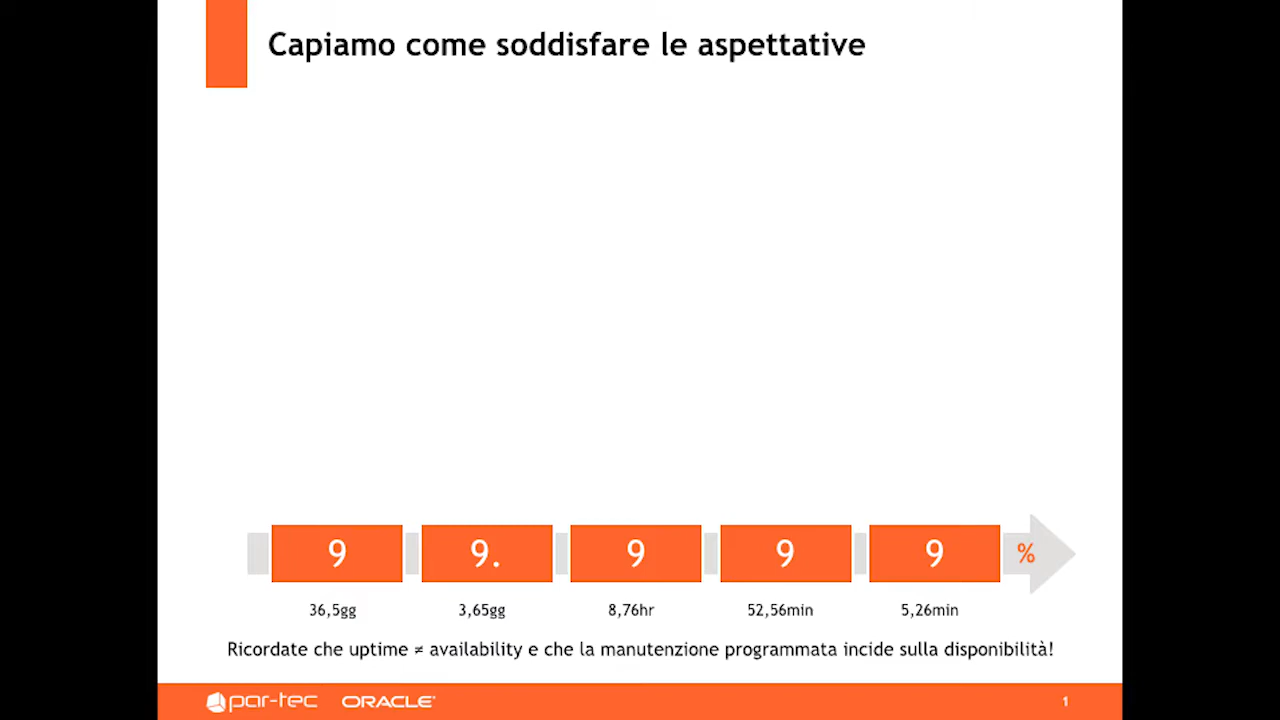 Capiamo come soddisfare le aspettative
9 9. 9 9 9 %
36,5gg 3,65gg 8,76hr 52,56min 5,26min
Ricordate che uptime ≠ availability e che la manutenzione programmata incide sulla disponibilità!
par-tec ORACLE® 1